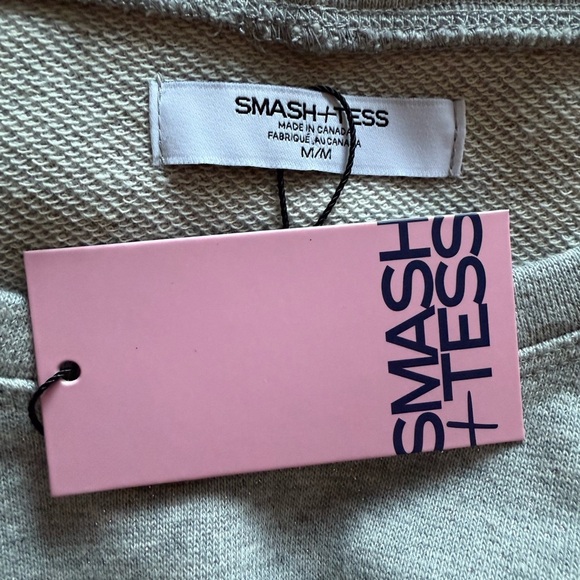 SMASH+TESS
MADE IN CANADA
FABRIQUÉ AU CANADA
M/M
SMASH
+TESS